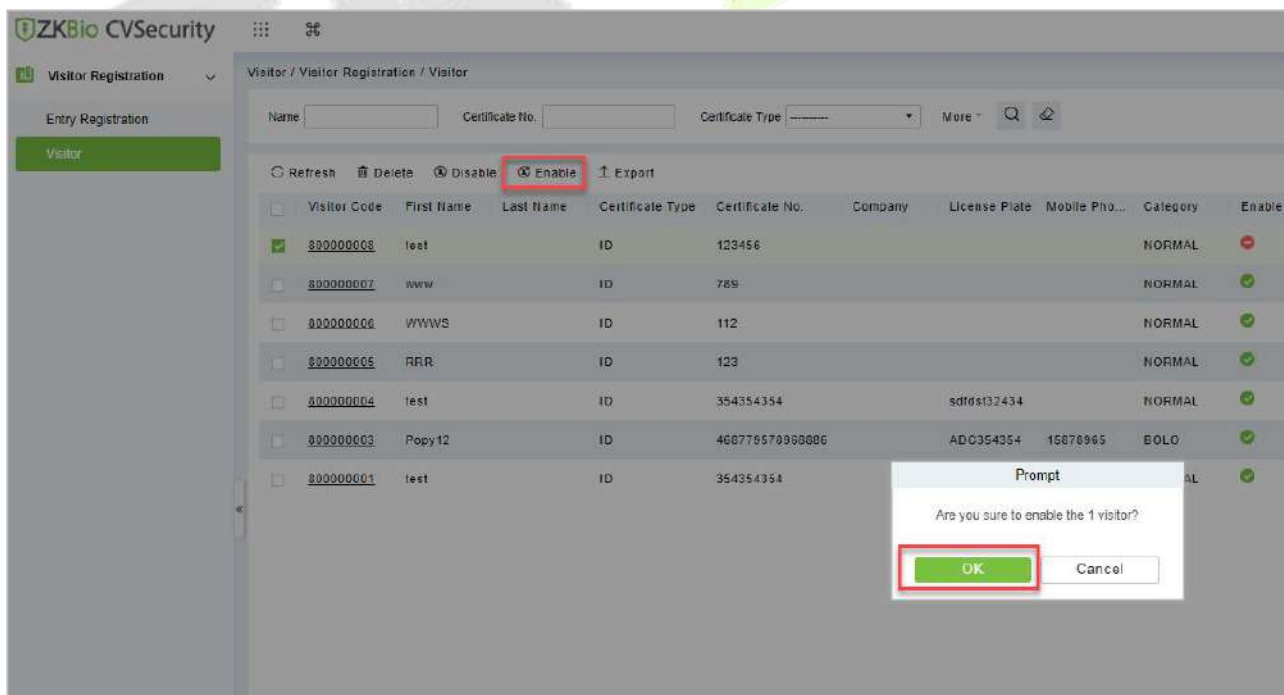 ZKBio CVSecurity
Visitor Registration
Visitor / Visitor Registration / Visitor
Entry Registration
Visitor
Name Certificate No. Certificate Type ---------- More
Refresh Delete Disable Enable Export
Visitor Code First Name Last Name Certificate Type Certificate No. Company License Plate Mobile Pho... Category Enable
800000008 test ID 123456 NORMAL
800000007 www ID 789 NORMAL
800000006 WWWS ID 112 NORMAL
800000005 RRR ID 123 NORMAL
800000004 test ID 354354354 NORMAL
800000003 Popy12 ID BOLO
800000001 test ID 354354354 AL
Prompt
Are you sure to enable the 1 visitor?
OK Cancel